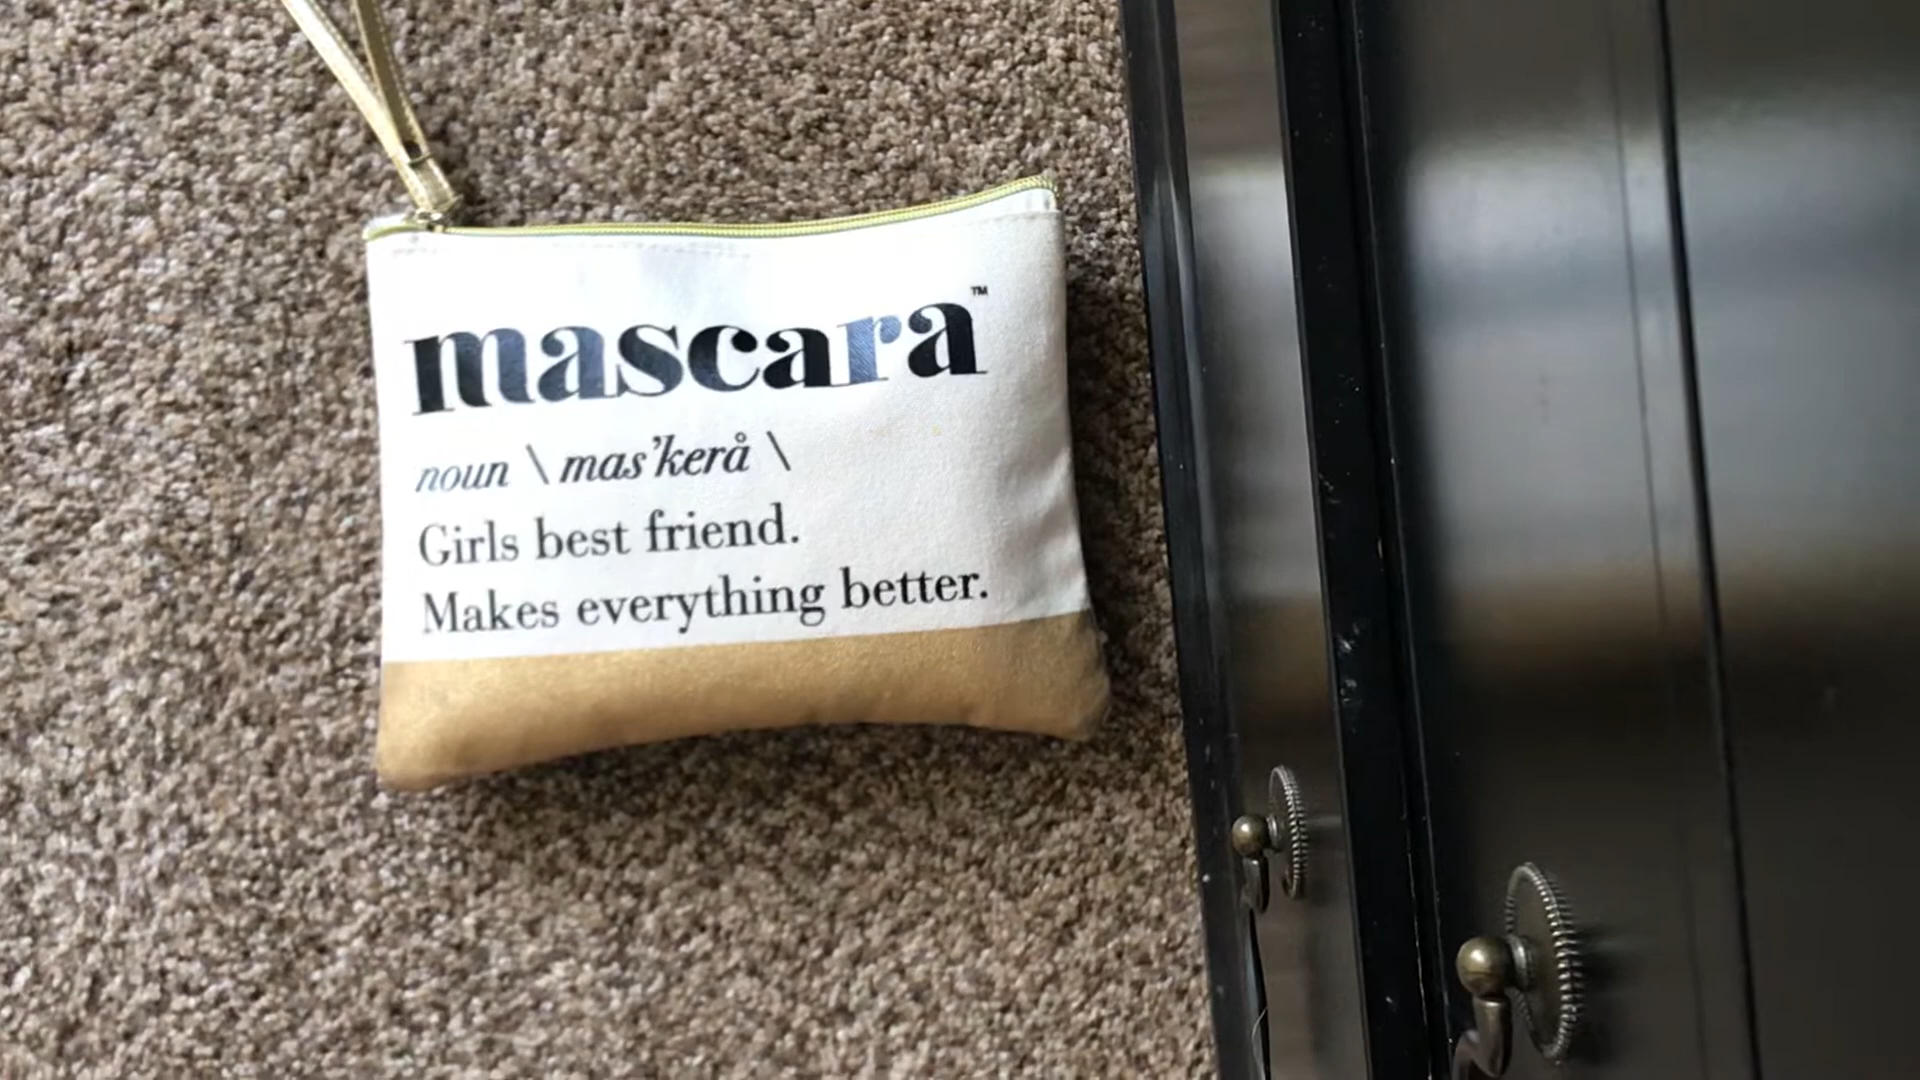 mascara™
noun \ mas’kerå \
Girls best friend.
Makes everything better.